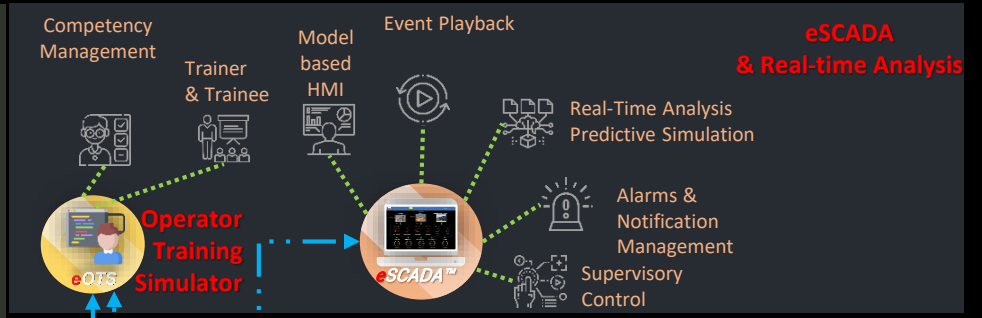 Competency
Management
Trainer
& Trainee
Model
based
HMI
Event Playback
eSCADA
& Real-time Analysis
Real-Time Analysis
Predictive Simulation
Alarms &
Notification
Management
Supervisory
Control
Operator
Training
Simulator
eOTS
eSCADA™